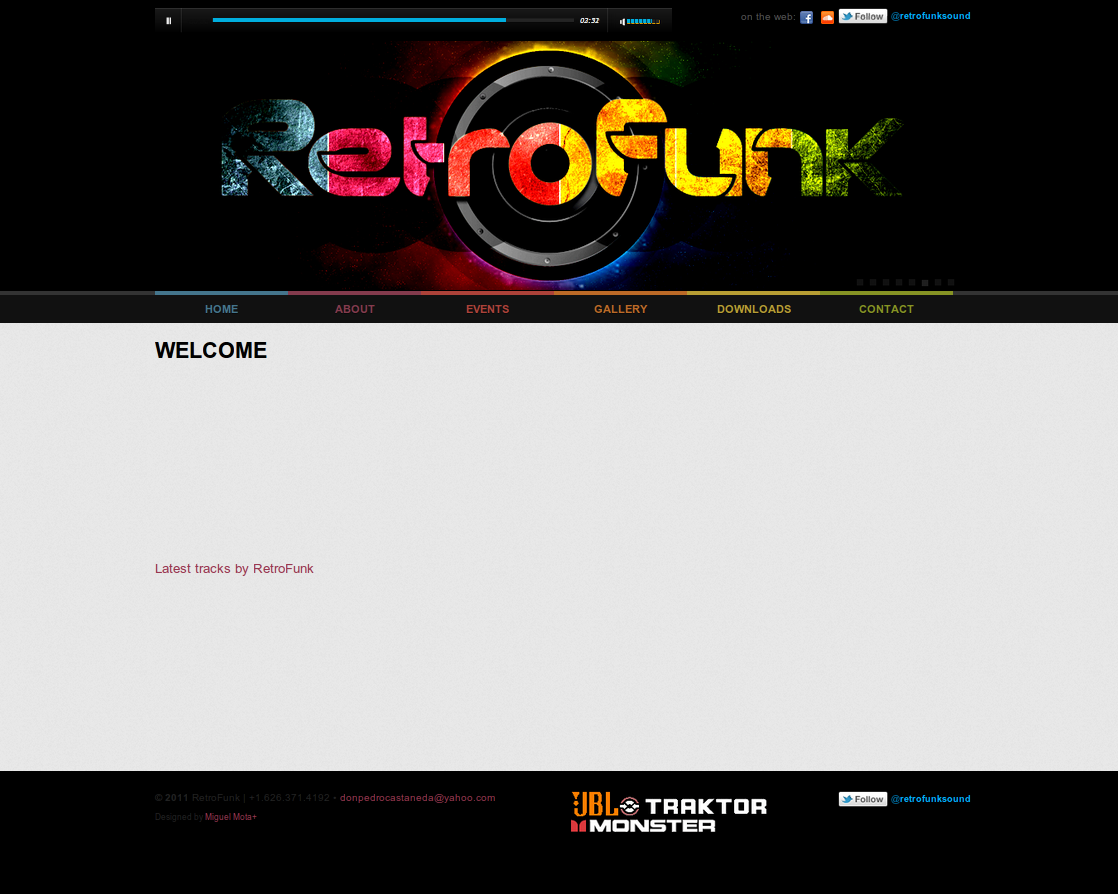 03:32
on the web: Follow @retrofunksound
RetroFunk
HOME ABOUT EVENTS GALLERY DOWNLOADS CONTACT
WELCOME
Latest tracks by RetroFunk
© 2011 RetroFunk | +1.626.371.4192 • donpedrocastaneda@yahoo.com
Designed by Miguel Mota+
JBL TRAKTOR
MONSTER
Follow @retrofunksound